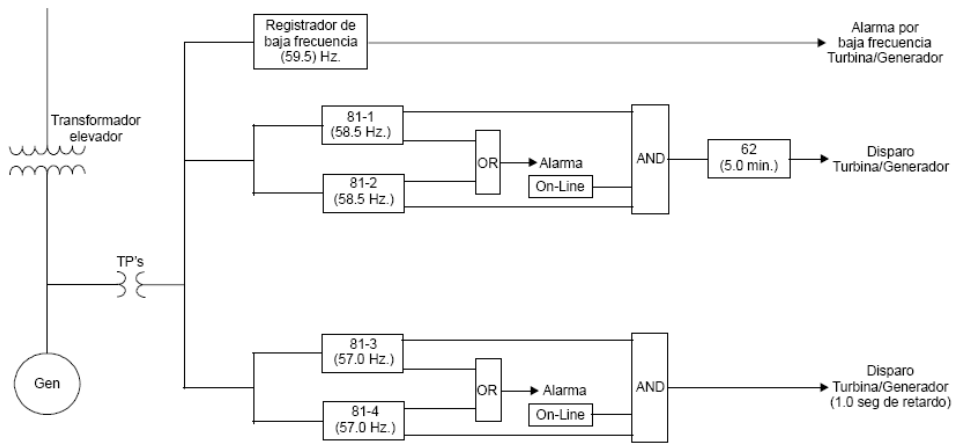 Registrador de
baja frecuencia
(59.5) Hz.
Alarma por
baja frecuencia
Turbina/Generador
Transformador
elevador
81-1
(58.5 Hz.)
OR
Alarma
On-Line
AND
62
(5.0 min.)
Disparo
Turbina/Generador
81-2
(58.5 Hz.)
TP's
Gen
81-3
(57.0 Hz.)
OR
Alarma
On-Line
AND
Disparo
Turbina/Generador
(1.0 seg de retardo)
81-4
(57.0 Hz.)